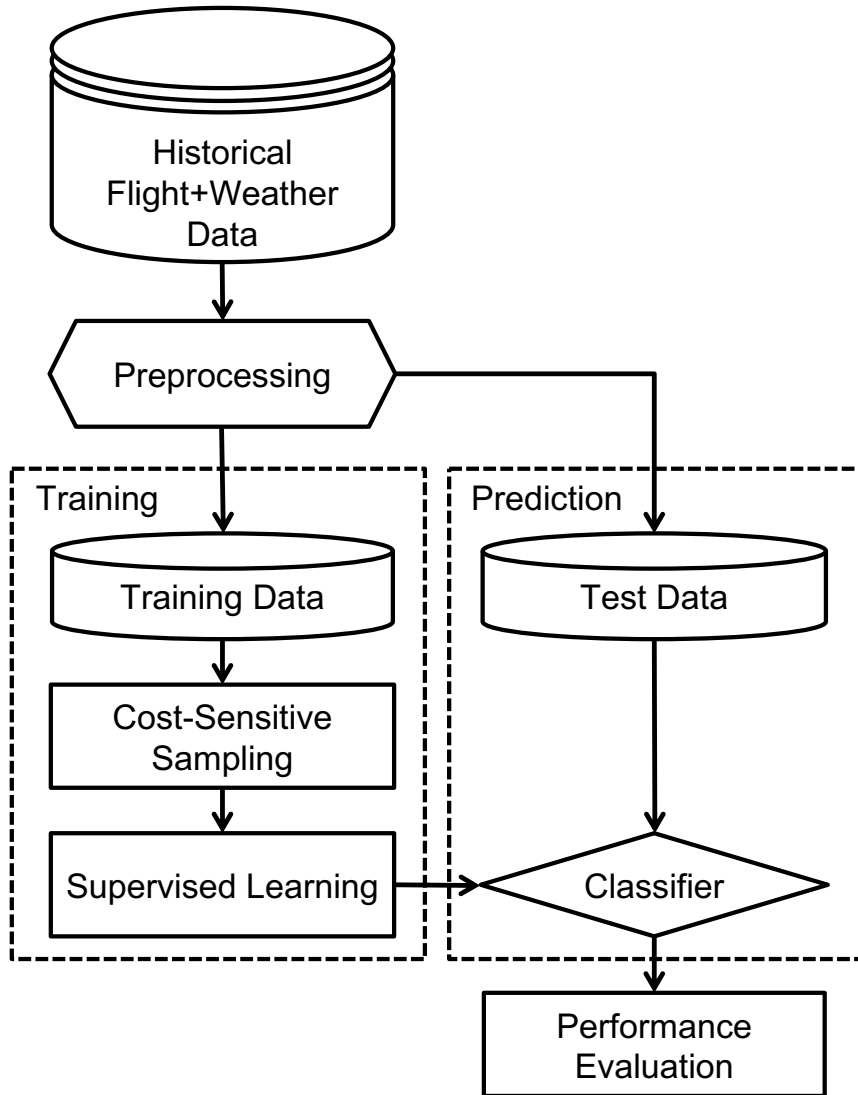 Historical
Flight+Weather
Data
Preprocessing
Training
Training Data
Cost-Sensitive
Sampling
Supervised Learning
Prediction
Test Data
Classifier
Performance
Evaluation